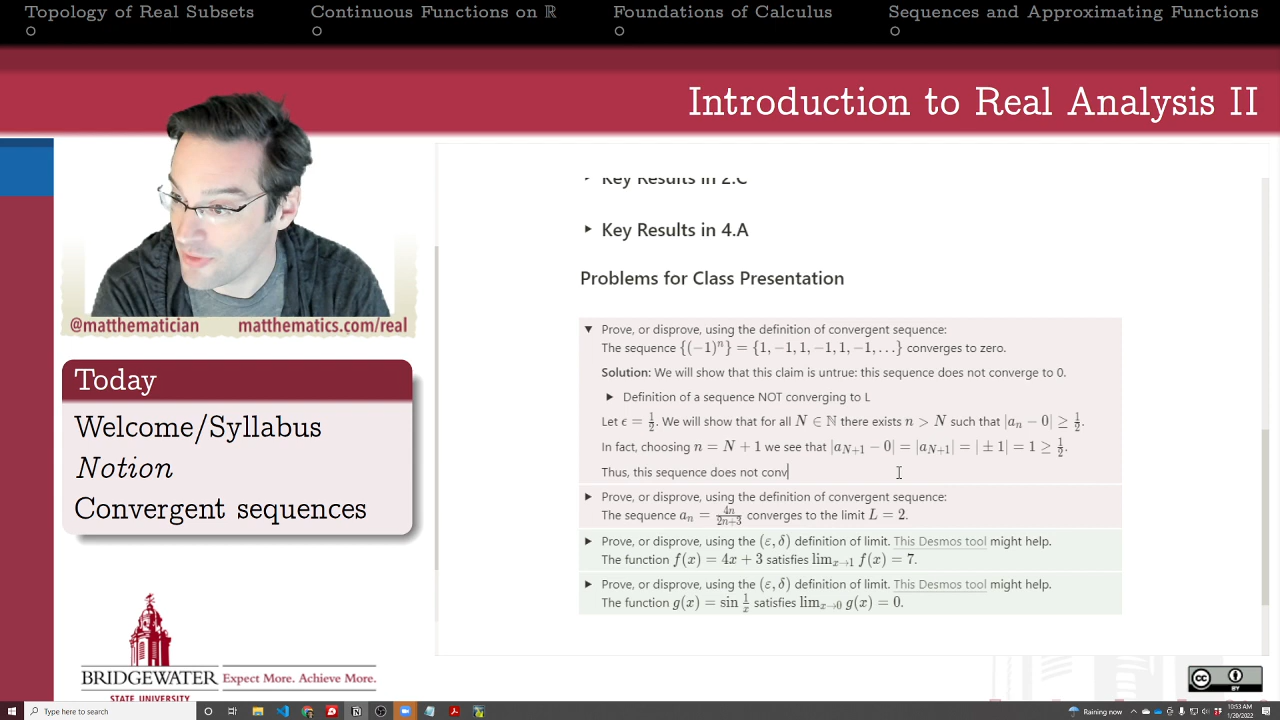 Topology of Real Subsets
Continuous Functions on ℝ
Foundations of Calculus
Sequences and Approximating Functions
Introduction to Real Analysis II
Key Results in 2.C
Key Results in 4.A
Problems for Class Presentation
Prove, or disprove, using the definition of convergent sequence:
The sequence {(−1)ⁿ} = {1, −1, 1, −1, 1, −1, …} converges to zero.
Solution: We will show that this claim is untrue: this sequence does not converge to 0.
Definition of a sequence NOT converging to L
Let ϵ = 1/2. We will show that for all N ∈ ℕ there exists n > N such that |aₙ − 0| ≥ 1/2.
In fact, choosing n = N + 1 we see that |a_{N+1} − 0| = |a_{N+1}| = | ± 1| = 1 ≥ 1/2.
Thus, this sequence does not conv
Prove, or disprove, using the definition of convergent sequence:
The sequence aₙ = 4n/(2n+3) converges to the limit L = 2.
Prove, or disprove, using the (ε, δ) definition of limit. This Desmos tool might help.
The function f(x) = 4x + 3 satisfies lim_{x→1} f(x) = 7.
Prove, or disprove, using the (ε, δ) definition of limit. This Desmos tool might help.
The function g(x) = sin 1/x satisfies lim_{x→0} g(x) = 0.
@matthematician matthematics.com/real
Today
Welcome/Syllabus
Notion
Convergent sequences
BRIDGEWATER
STATE UNIVERSITY
Expect More. Achieve More.
cc
BY
Type here to search
Raining now
10:53 AM
1/20/2022